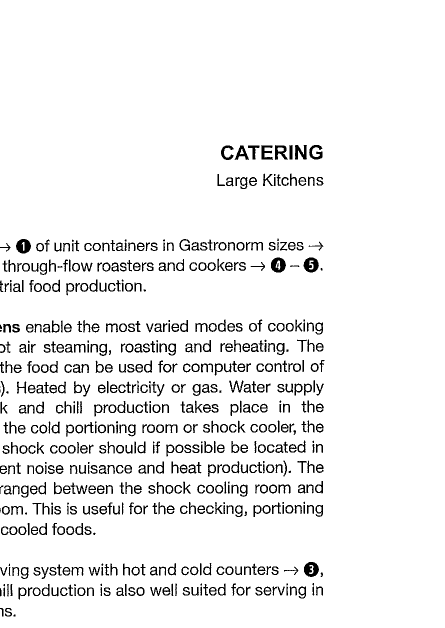 CATERING
Large Kitchens
→ ❶ of unit containers in Gastronorm sizes →
through-flow roasters and cookers → ❹ – ❺.
trial food production.
ens enable the most varied modes of cooking
ot air steaming, roasting and reheating. The
the food can be used for computer control of
). Heated by electricity or gas. Water supply
k and chill production takes place in the
the cold portioning room or shock cooler, the
shock cooler should if possible be located in
ent noise nuisance and heat production). The
ranged between the shock cooling room and
om. This is useful for the checking, portioning
cooled foods.
ving system with hot and cold counters → ❸,
ill production is also well suited for serving in
ns.